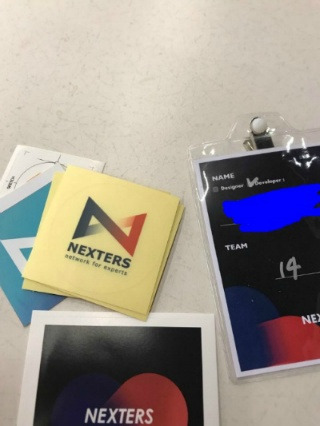 NEXTERS
network for experts
NAME
Designer Developer :
TEAM
14
NEX
NEXTERS